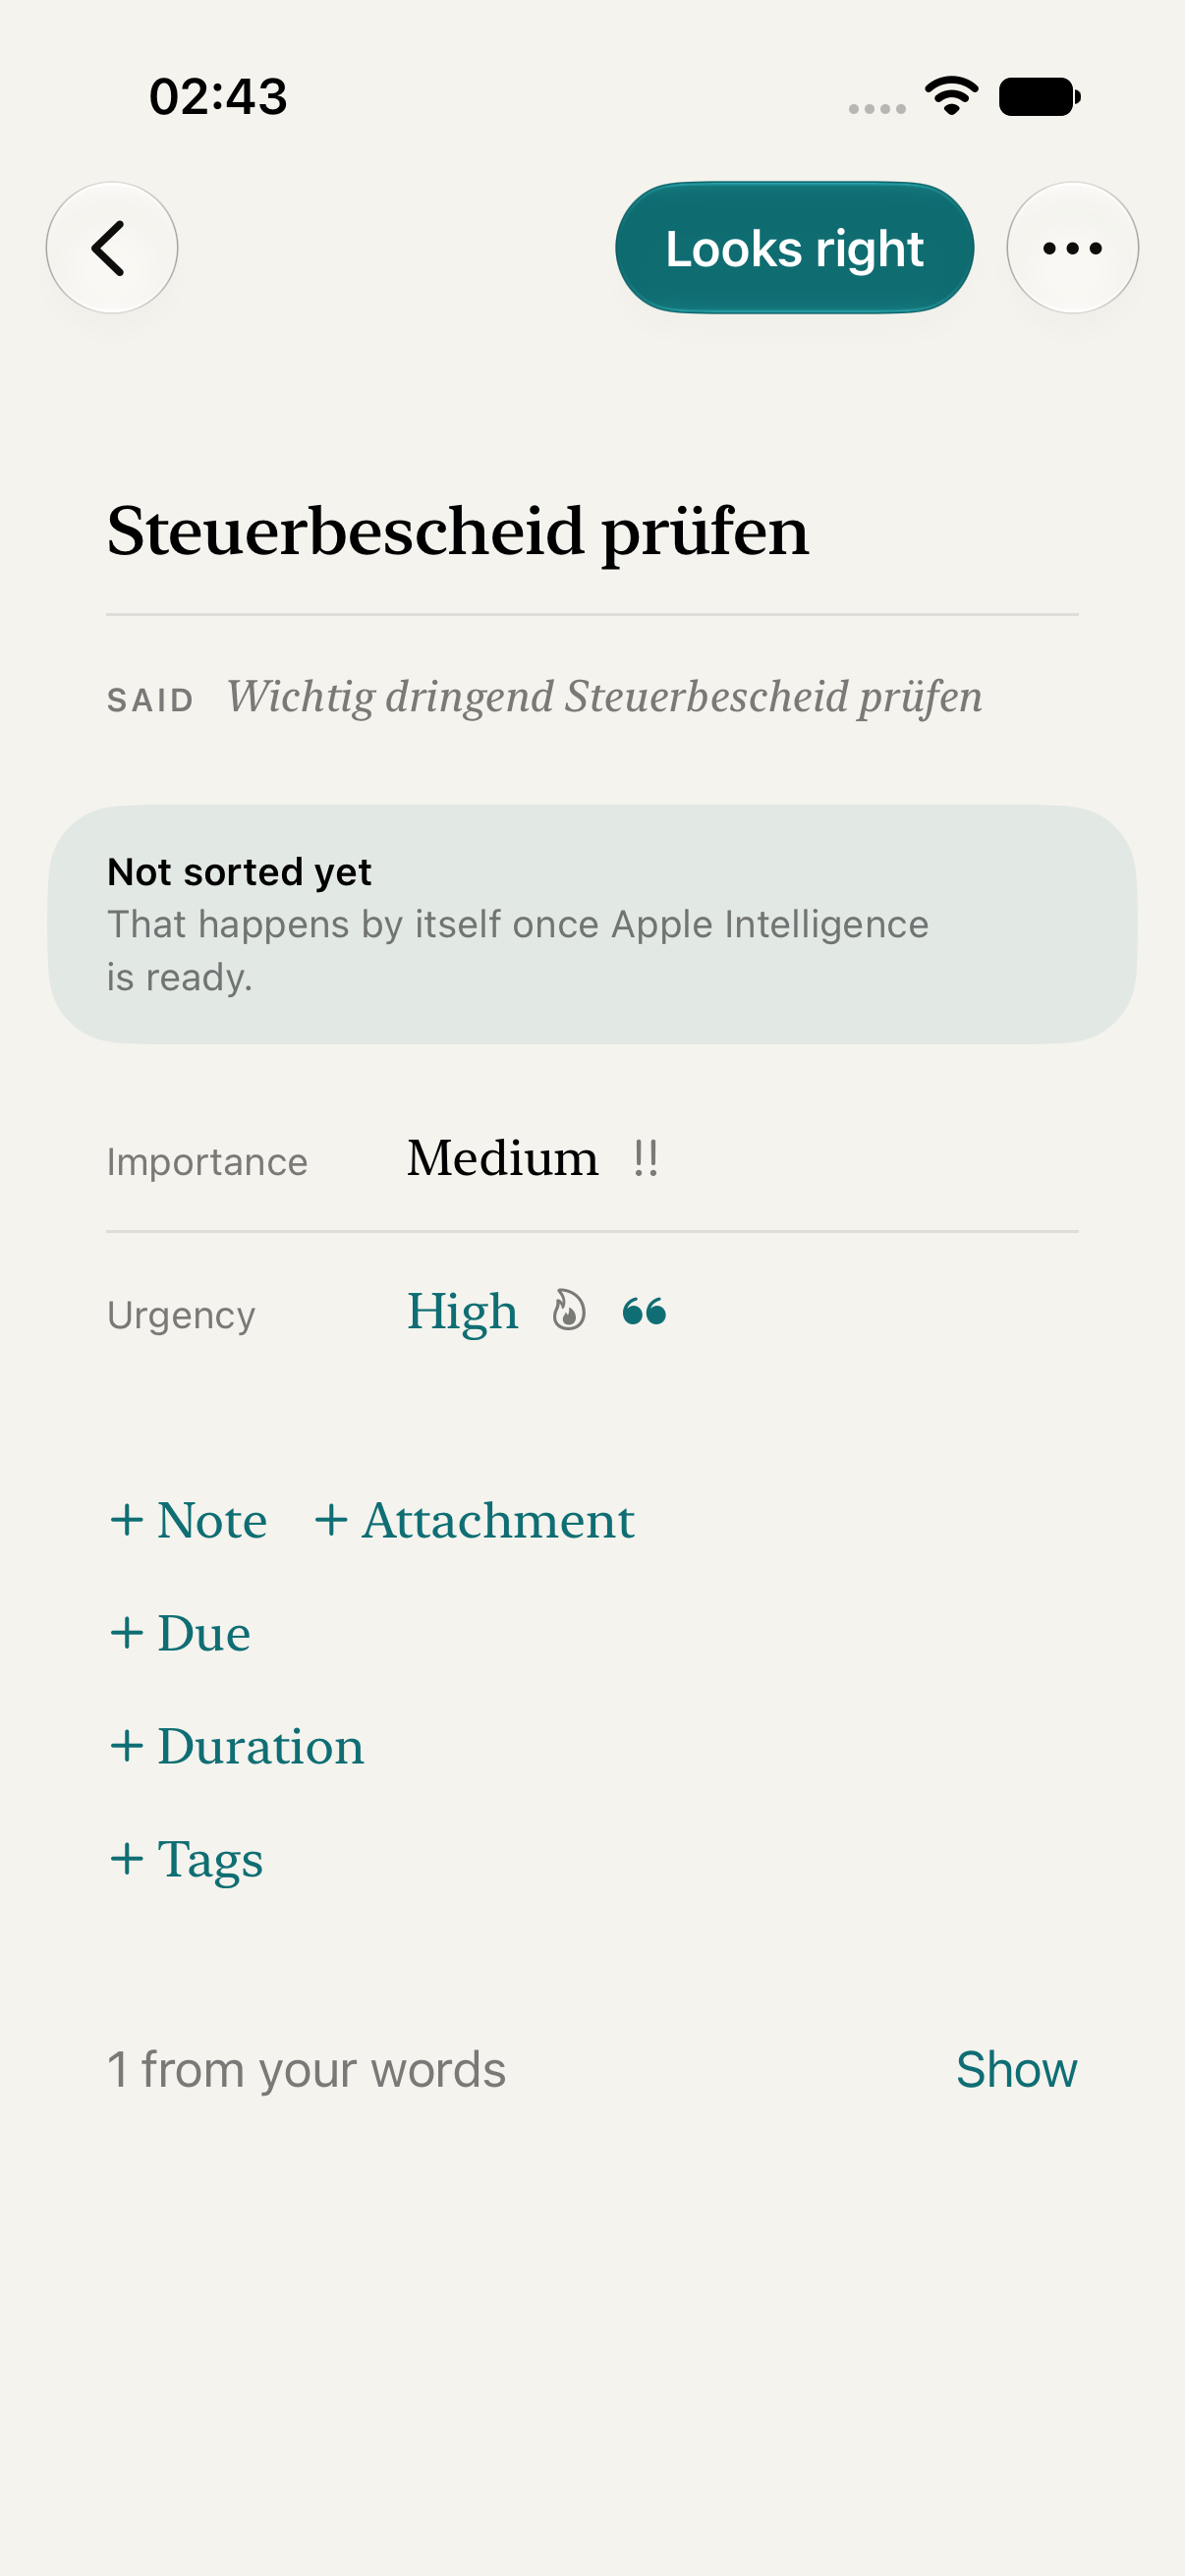 02:43
Looks right
Steuerbescheid prüfen
SAID Wichtig dringend Steuerbescheid prüfen
Not sorted yet
That happens by itself once Apple Intelligence
is ready.
Importance Medium !!
Urgency High ❝
+ Note + Attachment
+ Due
+ Duration
+ Tags
1 from your words Show